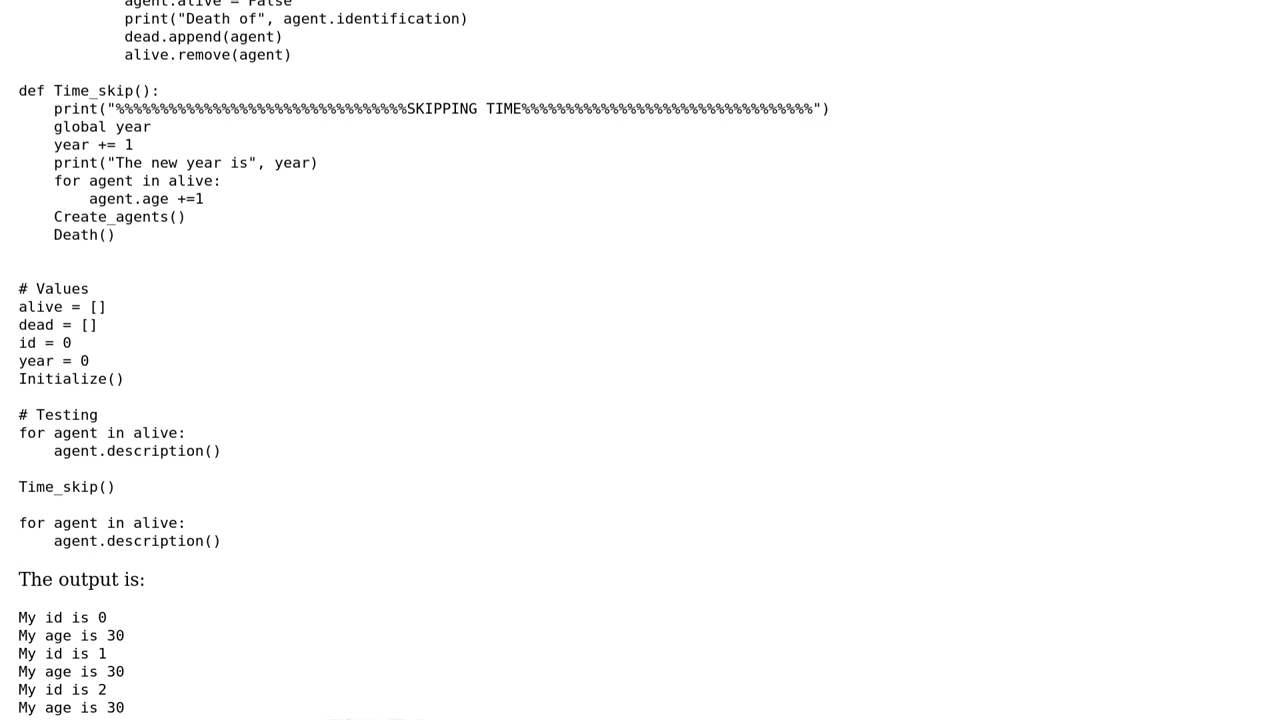 agent.alive = False
            print("Death of", agent.identification)
            dead.append(agent)
            alive.remove(agent)

def Time_skip():
    print("%%%%%%%%%%%%%%%%%%%%%%%%%%%%%%%%%SKIPPING TIME%%%%%%%%%%%%%%%%%%%%%%%%%%%%%%%%%")
    global year
    year += 1
    print("The new year is", year)
    for agent in alive:
        agent.age +=1
    Create_agents()
    Death()

# Values
alive = []
dead = []
id = 0
year = 0
Initialize()

# Testing
for agent in alive:
    agent.description()

Time_skip()

for agent in alive:
    agent.description()

The output is:

My id is 0
My age is 30
My id is 1
My age is 30
My id is 2
My age is 30